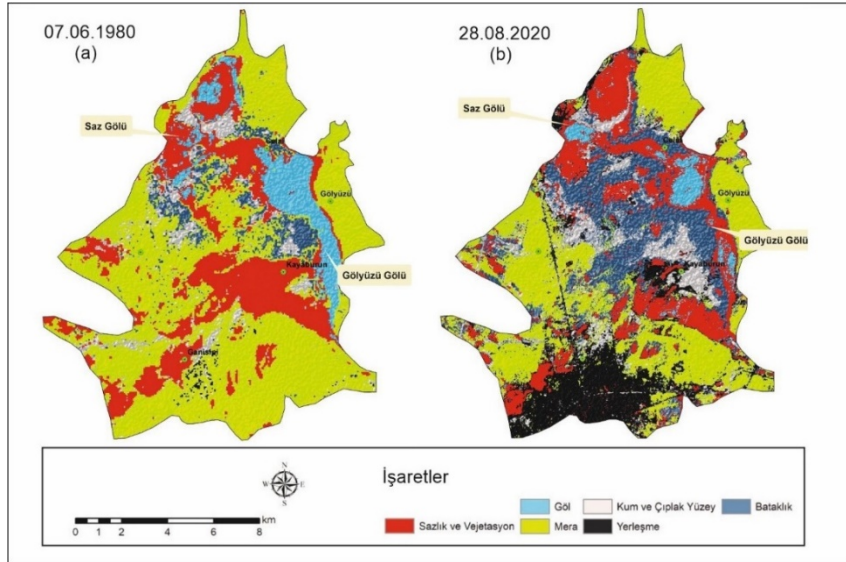 07.06.1980
(a)
28.08.2020
(b)
Saz Gölü
Gölyüzü
Gölyüzü Gölü
Kayaburun
Saz Gölü
Gölyüzü
Gölyüzü Gölü
Kayaburun
N
W
E
S
İşaretler
Göl
Kum ve Çıplak Yüzey
Bataklık
Sazlık ve Vejetasyon
Mera
Yerleşme
0 1 2 4 6 8
km